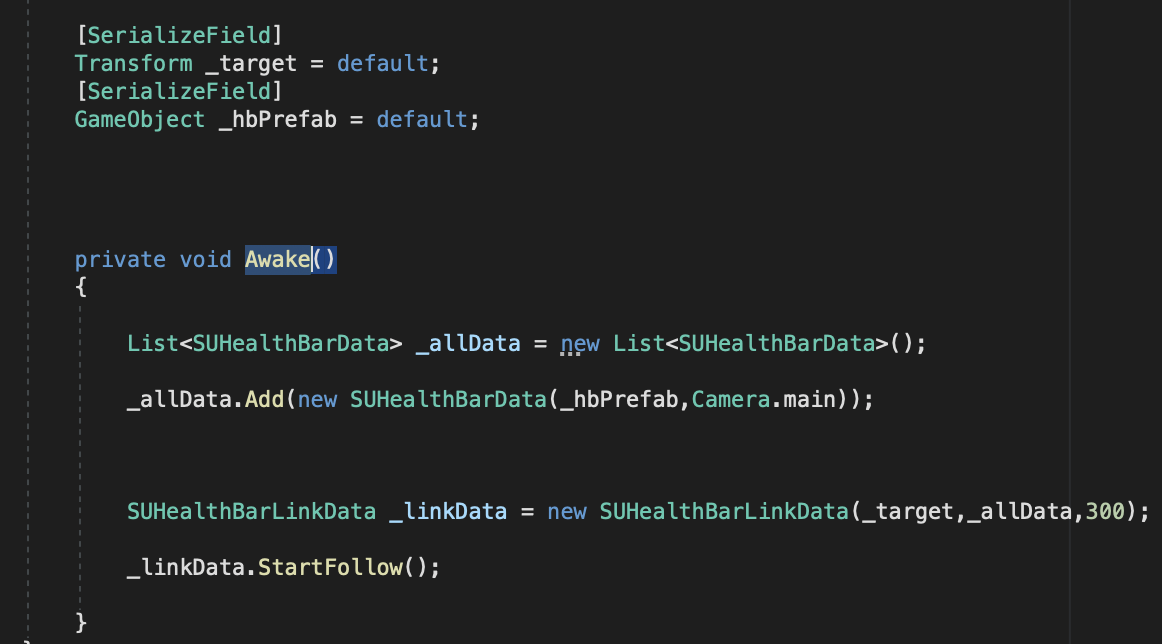 [SerializeField]
Transform _target = default;
[SerializeField]
GameObject _hbPrefab = default;
private void Awake()
{
List<SUHealthBarData> _allData = new List<SUHealthBarData>();
_allData.Add(new SUHealthBarData(_hbPrefab,Camera.main));
SUHealthBarLinkData _linkData = new SUHealthBarLinkData(_target,_allData,300);
_linkData.StartFollow();
}